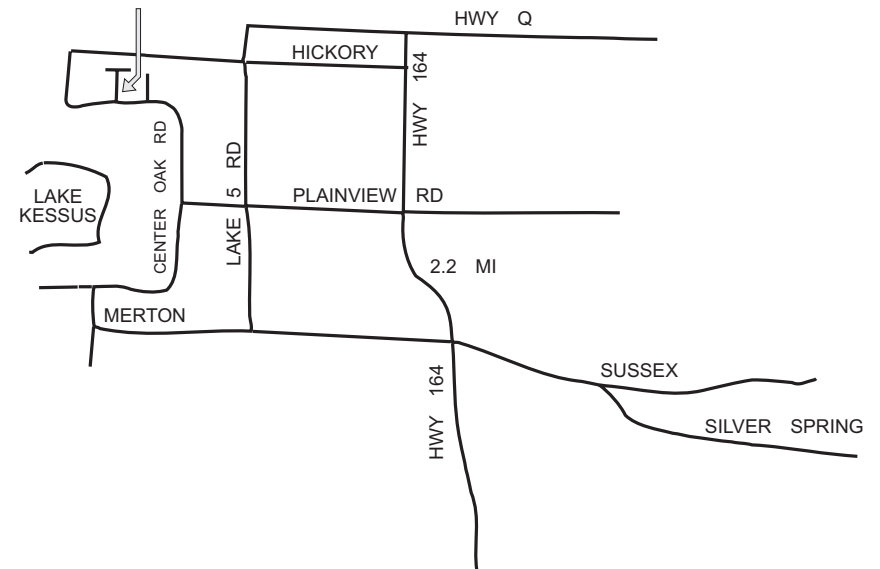 HWY Q
HICKORY
HWY 164
CENTER OAK RD
LAKE 5 RD
LAKE
KESSUS
PLAINVIEW RD
2.2 MI
MERTON
SUSSEX
HWY 164
SILVER SPRING